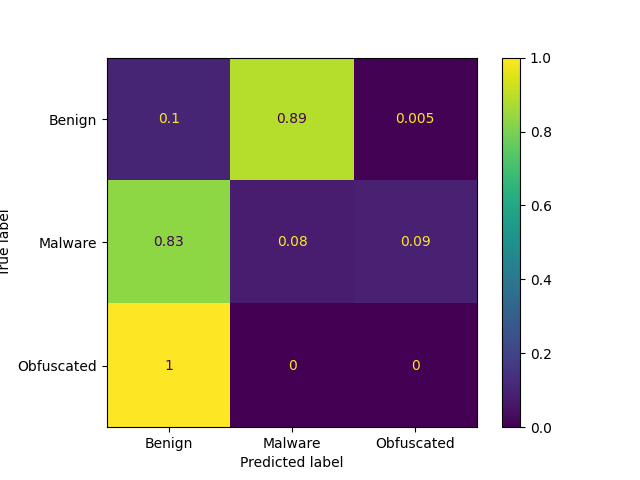 1.0
Benign 0.1 0.89 0.005
0.8
0.6
True label
Malware 0.83 0.08 0.09
0.4
0.2
Obfuscated 1 0 0
0.0
Benign Malware Obfuscated
Predicted label